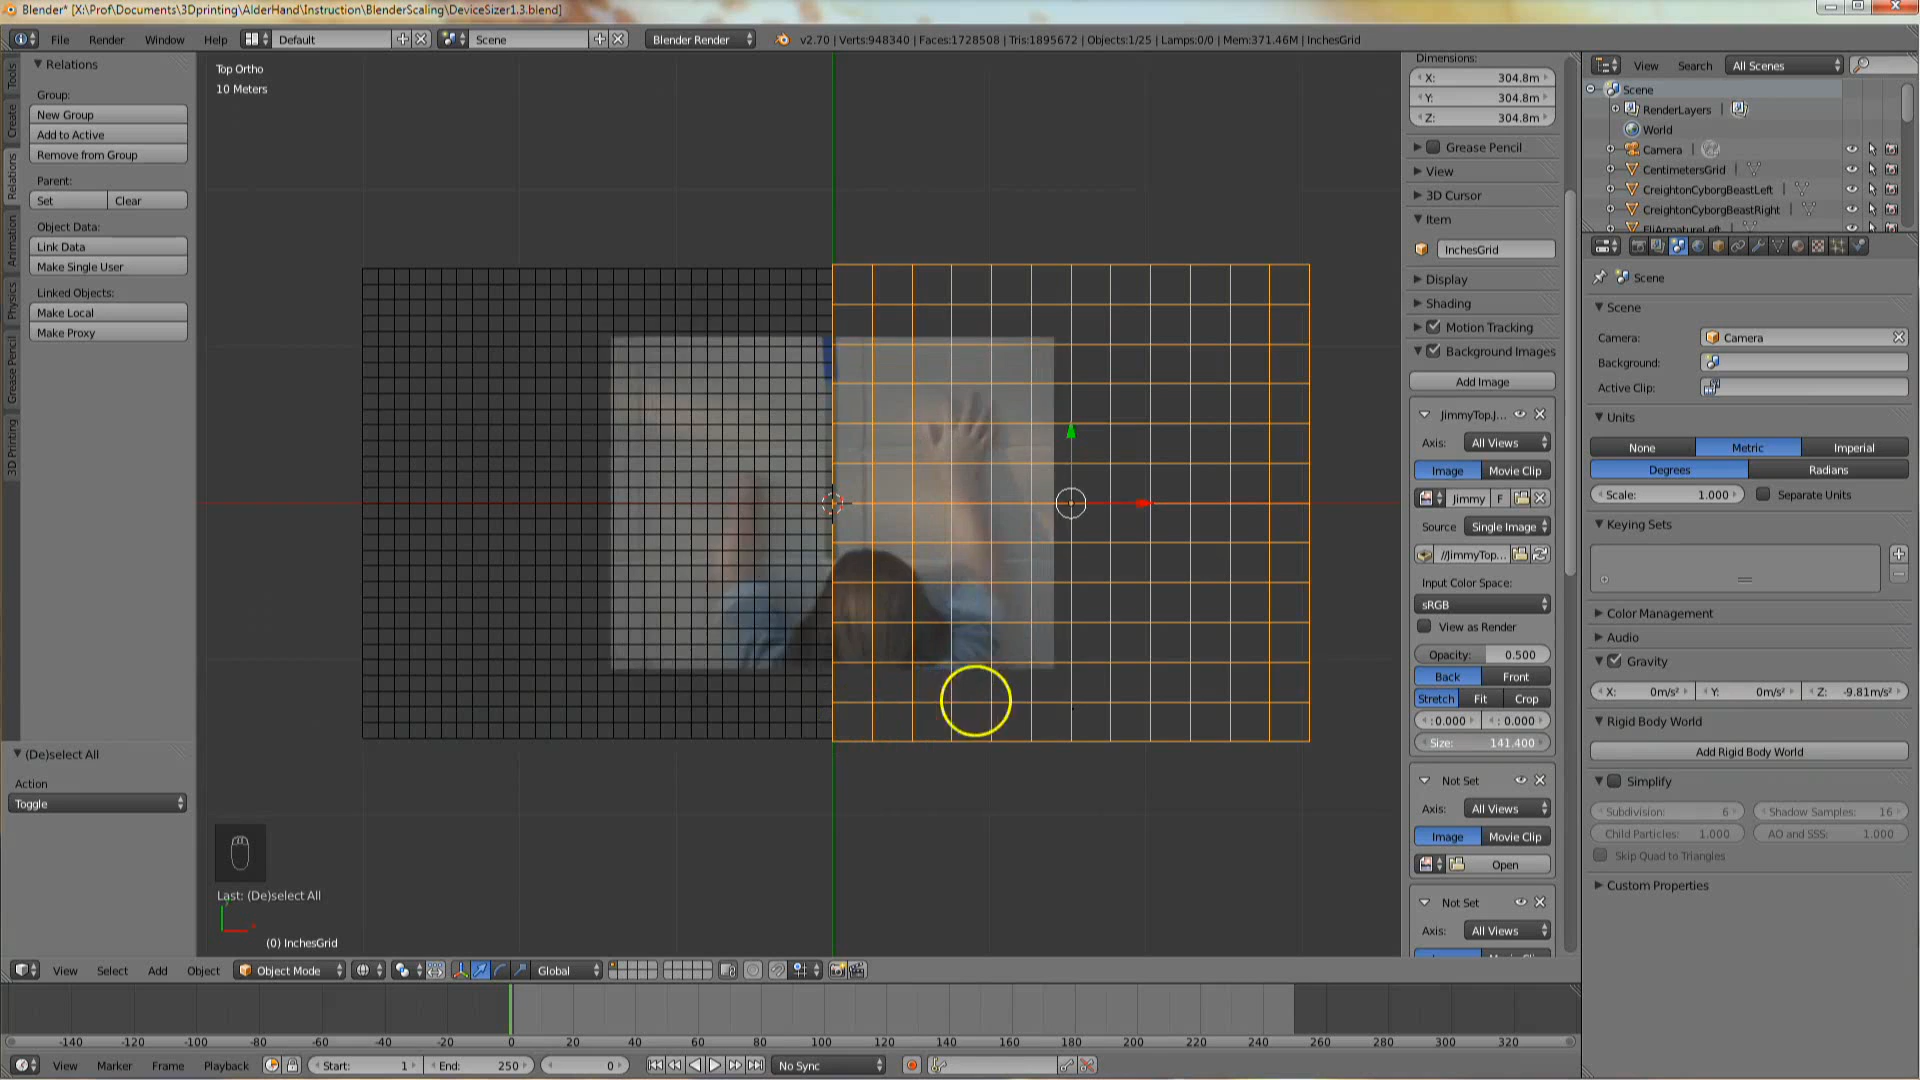 Blender* [X:\Prof\Documents\3Dprinting\AlderHand\Instruction\BlenderScaling\DeviceSizer1.3.blend]
File Render Window Help Default Scene Blender Render v2.70 | Verts:948340 | Faces:1728508 | Tris:1895672 | Objects:1/25 | Lamps:0/0 | Mem:371.46M | InchesGrid
Tools
Create
Relations
Animation
Physics
Grease Pencil
3D Printing
Relations
Group:
New Group
Add to Active
Remove from Group
Parent:
Set Clear
Object Data:
Link Data
Make Single User
Linked Objects:
Make Local
Make Proxy
(De)select All
Action
Toggle
Top Ortho
10 Meters
Last: (De)select All
(0) InchesGrid
Dimensions:
X: 304.8m
Y: 304.8m
Z: 304.8m
Grease Pencil
View
3D Cursor
Item
InchesGrid
Display
Shading
Motion Tracking
Background Images
Add Image
JimmyTop.J...
Axis: All Views
Image Movie Clip
Jimmy F
Source Single Image
//JimmyTop...
Input Color Space:
sRGB
View as Render
Opacity: 0.500
Back Front
Stretch Fit Crop
: 0.000 : 0.000
Size: 141.400
Not Set
Axis: All Views
Image Movie Clip
Open
Not Set
Axis: All Views
View Search All Scenes
Scene
RenderLayers |
World
Camera |
CentimetersGrid
CreightonCyborgBeastLeft
CreightonCyborgBeastRight
EliArmatureLeft
Scene
Scene
Camera: Camera
Background:
Active Clip:
Units
None Metric Imperial
Degrees Radians
Scale: 1.000 Separate Units
Keying Sets
Color Management
Audio
Gravity
X: 0m/s² Y: 0m/s² Z: -9.81m/s²
Rigid Body World
Add Rigid Body World
Simplify
Subdivision: 6 Shadow Samples: 16
Child Particles: 1.000 AO and SSS: 1.000
Skip Quad to Triangles
Custom Properties
View Select Add Object Object Mode Global
-140 -120 -100 -80 -60 -40 -20 0 20 40 60 80 100 120 140 160 180 200 220 240 260 280 300 320
View Marker Frame Playback Start: 1 End: 250 0 No Sync